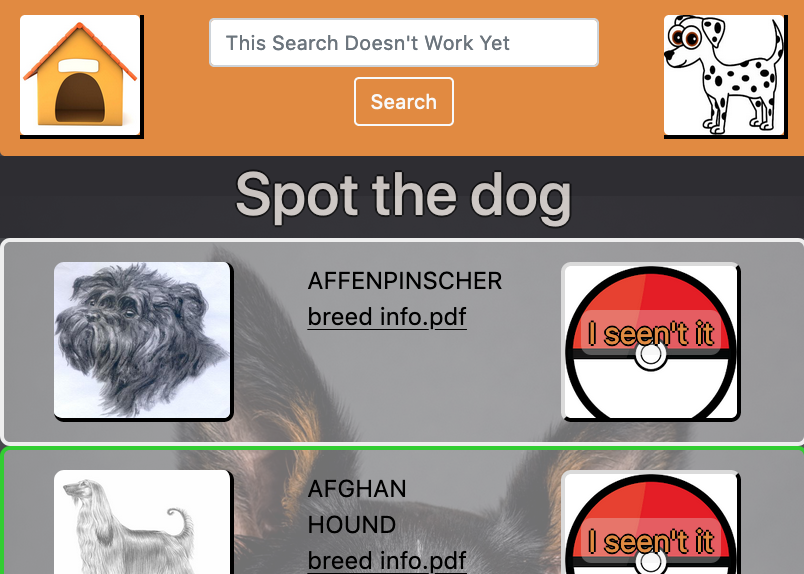 This Search Doesn't Work Yet
Search
Spot the dog
AFFENPINSCHER
breed info.pdf
I seen't it
AFGHAN
HOUND
breed info.pdf
I seen't it